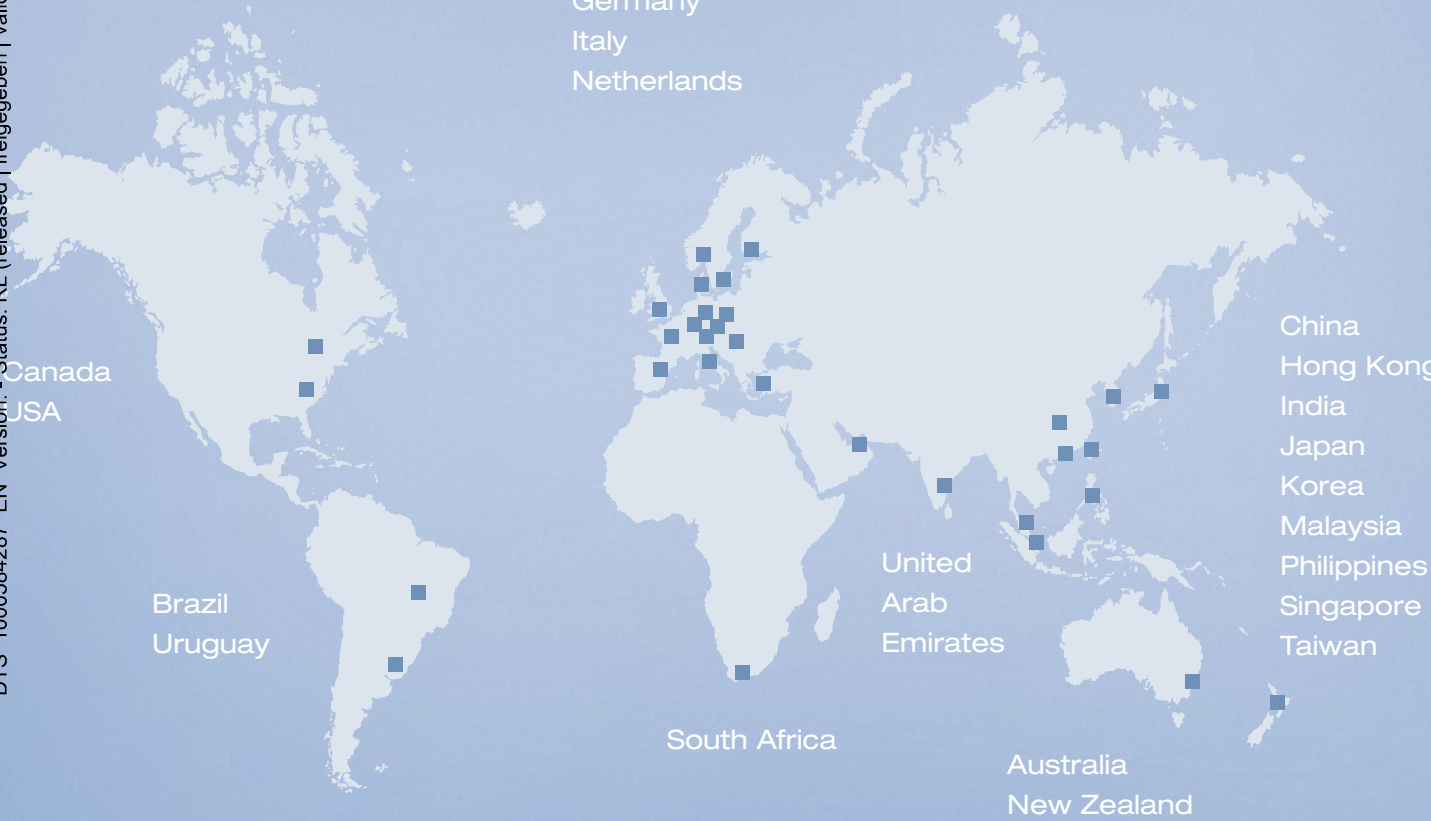 Germany
Italy
Netherlands
Canada
USA
China
Hong Kong
India
Japan
Korea
Malaysia
Philippines
Singapore
Taiwan
United
Arab
Emirates
Brazil
Uruguay
South Africa
Australia
New Zealand